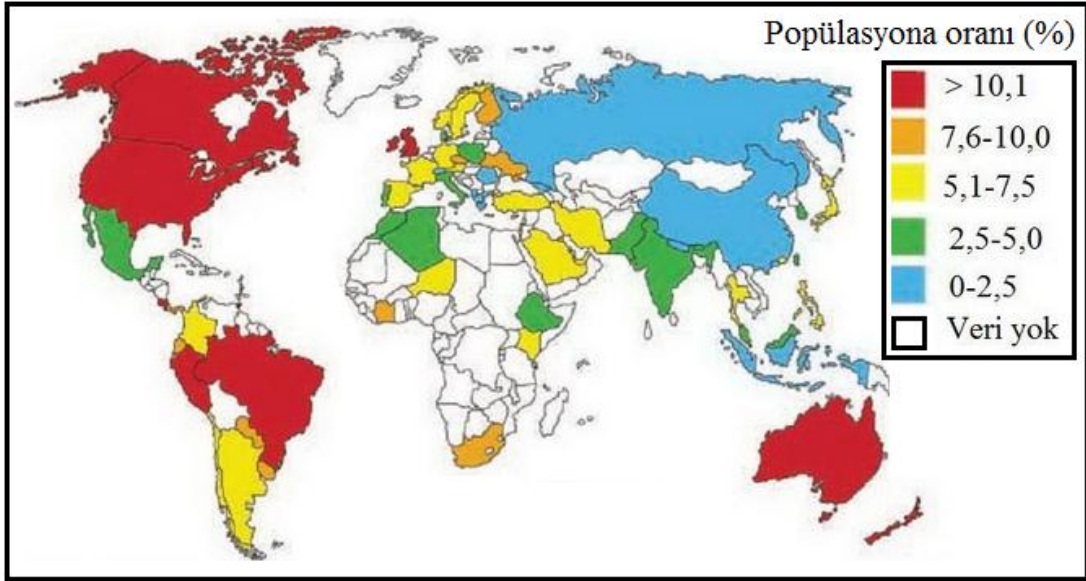 Popülasyona oranı (%)
> 10,1
7,6-10,0
5,1-7,5
2,5-5,0
0-2,5
Veri yok